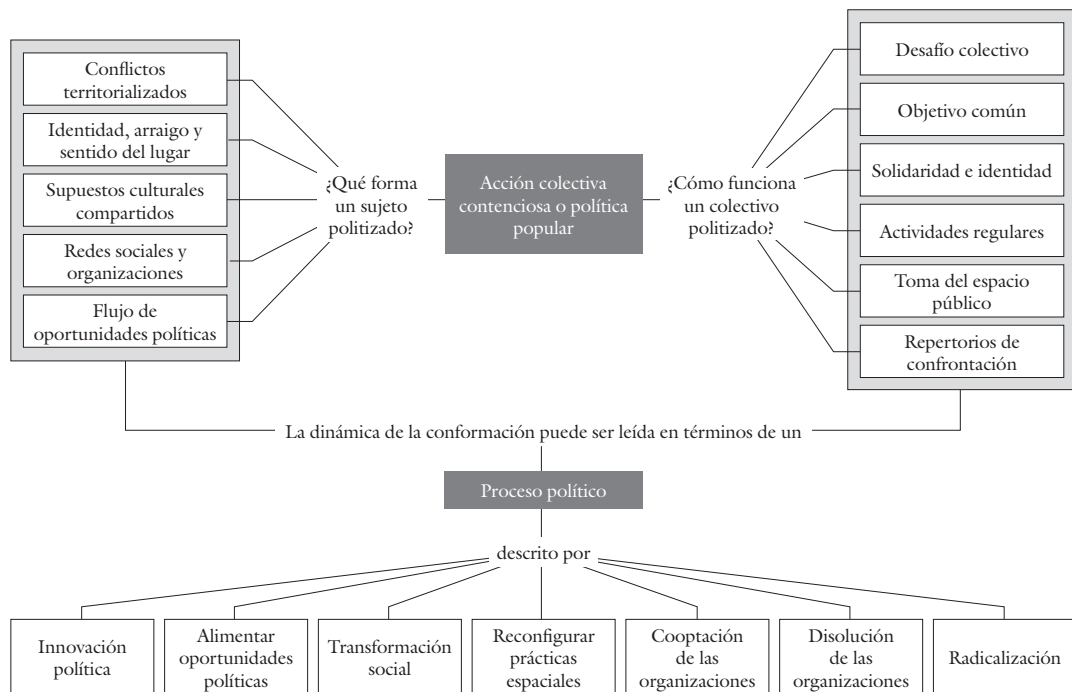 Conflictos
territorializados
Identidad, arraigo y
sentido del lugar
Supuestos culturales
compartidos
Redes sociales y
organizaciones
Flujo de
oportunidades políticas
¿Qué forma
un sujeto
politizado?
Acción colectiva
contenciosa o política
popular
¿Cómo funciona
un colectivo
politizado?
Desafío colectivo
Objetivo común
Solidaridad e identidad
Actividades regulares
Toma del espacio
público
Repertorios de
confrontación
La dinámica de la conformación puede ser leída en términos de un
Proceso político
descrito por
Innovación
política
Alimentar
oportunidades
políticas
Transformación
social
Reconfigurar
prácticas
espaciales
Cooptación
de las
organizaciones
Disolución
de las
organizaciones
Radicalización